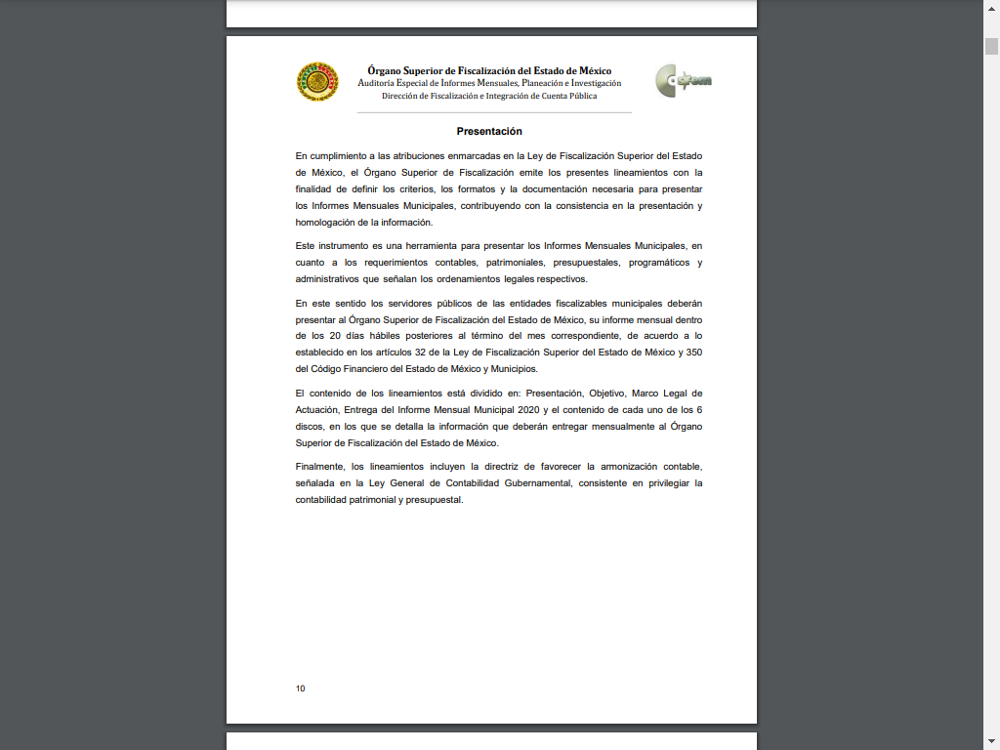 Órgano Superior de Fiscalización del Estado de México
Auditoría Especial de Informes Mensuales, Planeación e Investigación
Dirección de Fiscalización e Integración de Cuenta Pública
Presentación
En cumplimiento a las atribuciones enmarcadas en la Ley de Fiscalización Superior del Estado
de México, el Órgano Superior de Fiscalización emite los presentes lineamientos con la
finalidad de definir los criterios, los formatos y la documentación necesaria para presentar
los Informes Mensuales Municipales, contribuyendo con la consistencia en la presentación y
homologación de la información.
Este instrumento es una herramienta para presentar los Informes Mensuales Municipales, en
cuanto a los requerimientos contables, patrimoniales, presupuestales, programáticos y
administrativos que señalan los ordenamientos legales respectivos.
En este sentido los servidores públicos de las entidades fiscalizables municipales deberán
presentar al Órgano Superior de Fiscalización del Estado de México, su informe mensual dentro
de los 20 días hábiles posteriores al término del mes correspondiente, de acuerdo a lo
establecido en los artículos 32 de la Ley de Fiscalización Superior del Estado de México y 350
del Código Financiero del Estado de México y Municipios.
El contenido de los lineamientos está dividido en: Presentación, Objetivo, Marco Legal de
Actuación, Entrega del Informe Mensual Municipal 2020 y el contenido de cada uno de los 6
discos, en los que se detalla la información que deberán entregar mensualmente al Órgano
Superior de Fiscalización del Estado de México.
Finalmente, los lineamientos incluyen la directriz de favorecer la armonización contable,
señalada en la Ley General de Contabilidad Gubernamental, consistente en privilegiar la
contabilidad patrimonial y presupuestal.
10